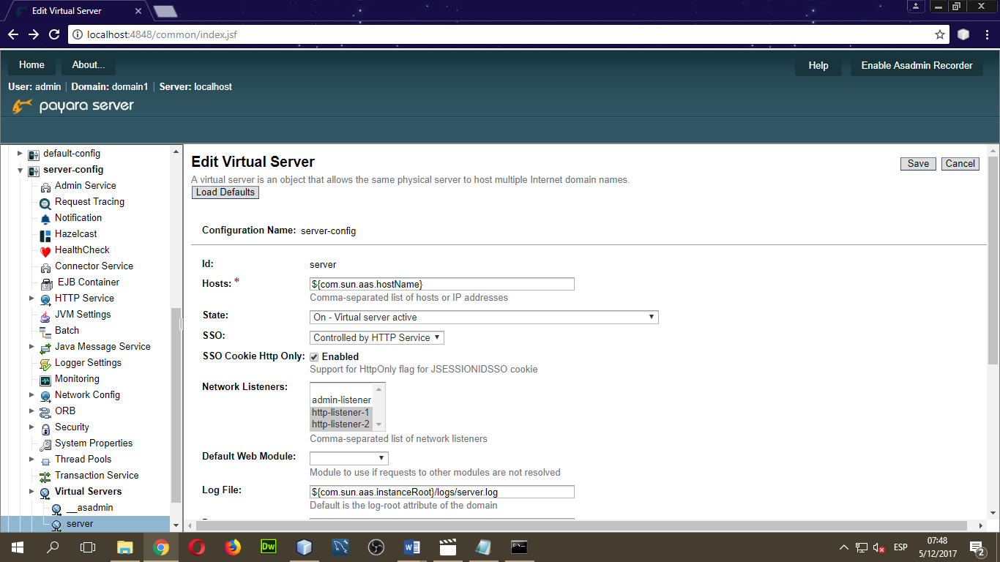 Edit Virtual Server
localhost:4848/common/index.jsf
Home About... Help Enable Asadmin Recorder
User: admin | Domain: domain1 | Server: localhost
payara server
default-config
server-config
Admin Service
Request Tracing
Notification
Hazelcast
HealthCheck
Connector Service
EJB Container
HTTP Service
JVM Settings
Batch
Java Message Service
Logger Settings
Monitoring
Network Config
ORB
Security
System Properties
Thread Pools
Transaction Service
Virtual Servers
__asadmin
server
Edit Virtual Server
Save Cancel
A virtual server is an object that allows the same physical server to host multiple Internet domain names.
Load Defaults
Configuration Name: server-config
Id: server
Hosts: * ${com.sun.aas.hostName}
Comma-separated list of hosts or IP addresses
State: On - Virtual server active
SSO: Controlled by HTTP Service
SSO Cookie Http Only: Enabled
Support for HttpOnly flag for JSESSIONIDSSO cookie
Network Listeners:
admin-listener
http-listener-1
http-listener-2
Comma-separated list of network listeners
Default Web Module:
Module to use if requests to other modules are not resolved
Log File: ${com.sun.aas.instanceRoot}/logs/server.log
Default is the log-root attribute of the domain
Dw
ESP
07:48
5/12/2017
2